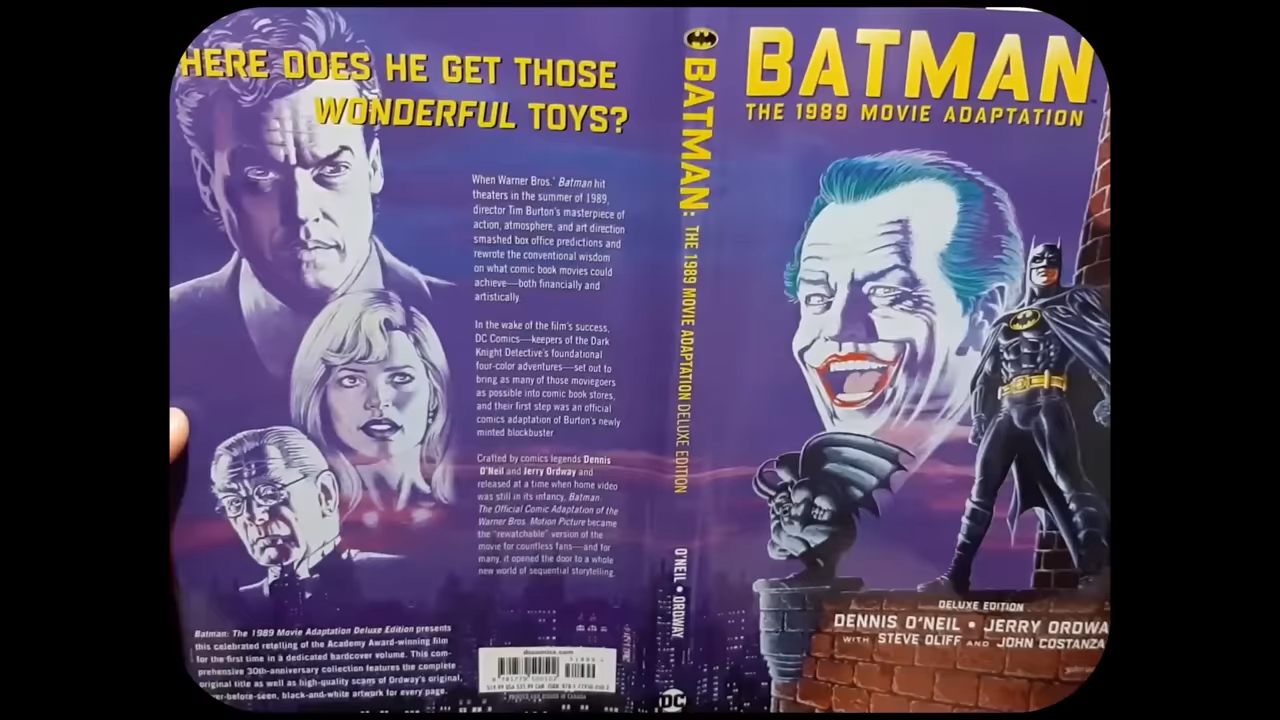 HERE DOES HE GET THOSE
WONDERFUL TOYS?
When Warner Bros.' Batman hit
theaters in the summer of 1989,
director Tim Burton's masterpiece of
action, atmosphere, and art direction
smashed box office predictions and
rewrote the conventional wisdom
on what comic book movies could
achieve—both financially and
artistically.
In the wake of the film's success,
DC Comics—keepers of the Dark
Knight Detective's foundational
four-color adventures—set out to
bring as many of those moviegoers
as possible into comic book stores,
and their first step was an official
comics adaptation of Burton's newly
minted blockbuster.
Crafted by comics legends Dennis
O'Neil and Jerry Ordway and
released at a time when home video
was still in its infancy, Batman:
The Official Comic Adaptation of the
Warner Bros. Motion Picture became
the "rewatchable" version of the
movie for countless fans—and for
many, it opened the door to a whole
new world of sequential storytelling.
Batman: The 1989 Movie Adaptation Deluxe Edition presents
this celebrated retelling of the Academy Award-winning film
for the first time in a dedicated hardcover volume. This com-
prehensive 30th-anniversary collection features the complete
original title as well as high-quality scans of Ordway's original,
er-before-seen, black-and-white artwork for every page.
dccomics.com
PRINTED AND BOUND IN CANADA
BATMAN: THE 1989 MOVIE ADAPTATION DELUXE EDITION
O'NEIL • ORDWAY
DC
BATMAN
THE 1989 MOVIE ADAPTATION
DELUXE EDITION
DENNIS O'NEIL • JERRY ORDWA
WITH STEVE OLIFF AND JOHN COSTANZA